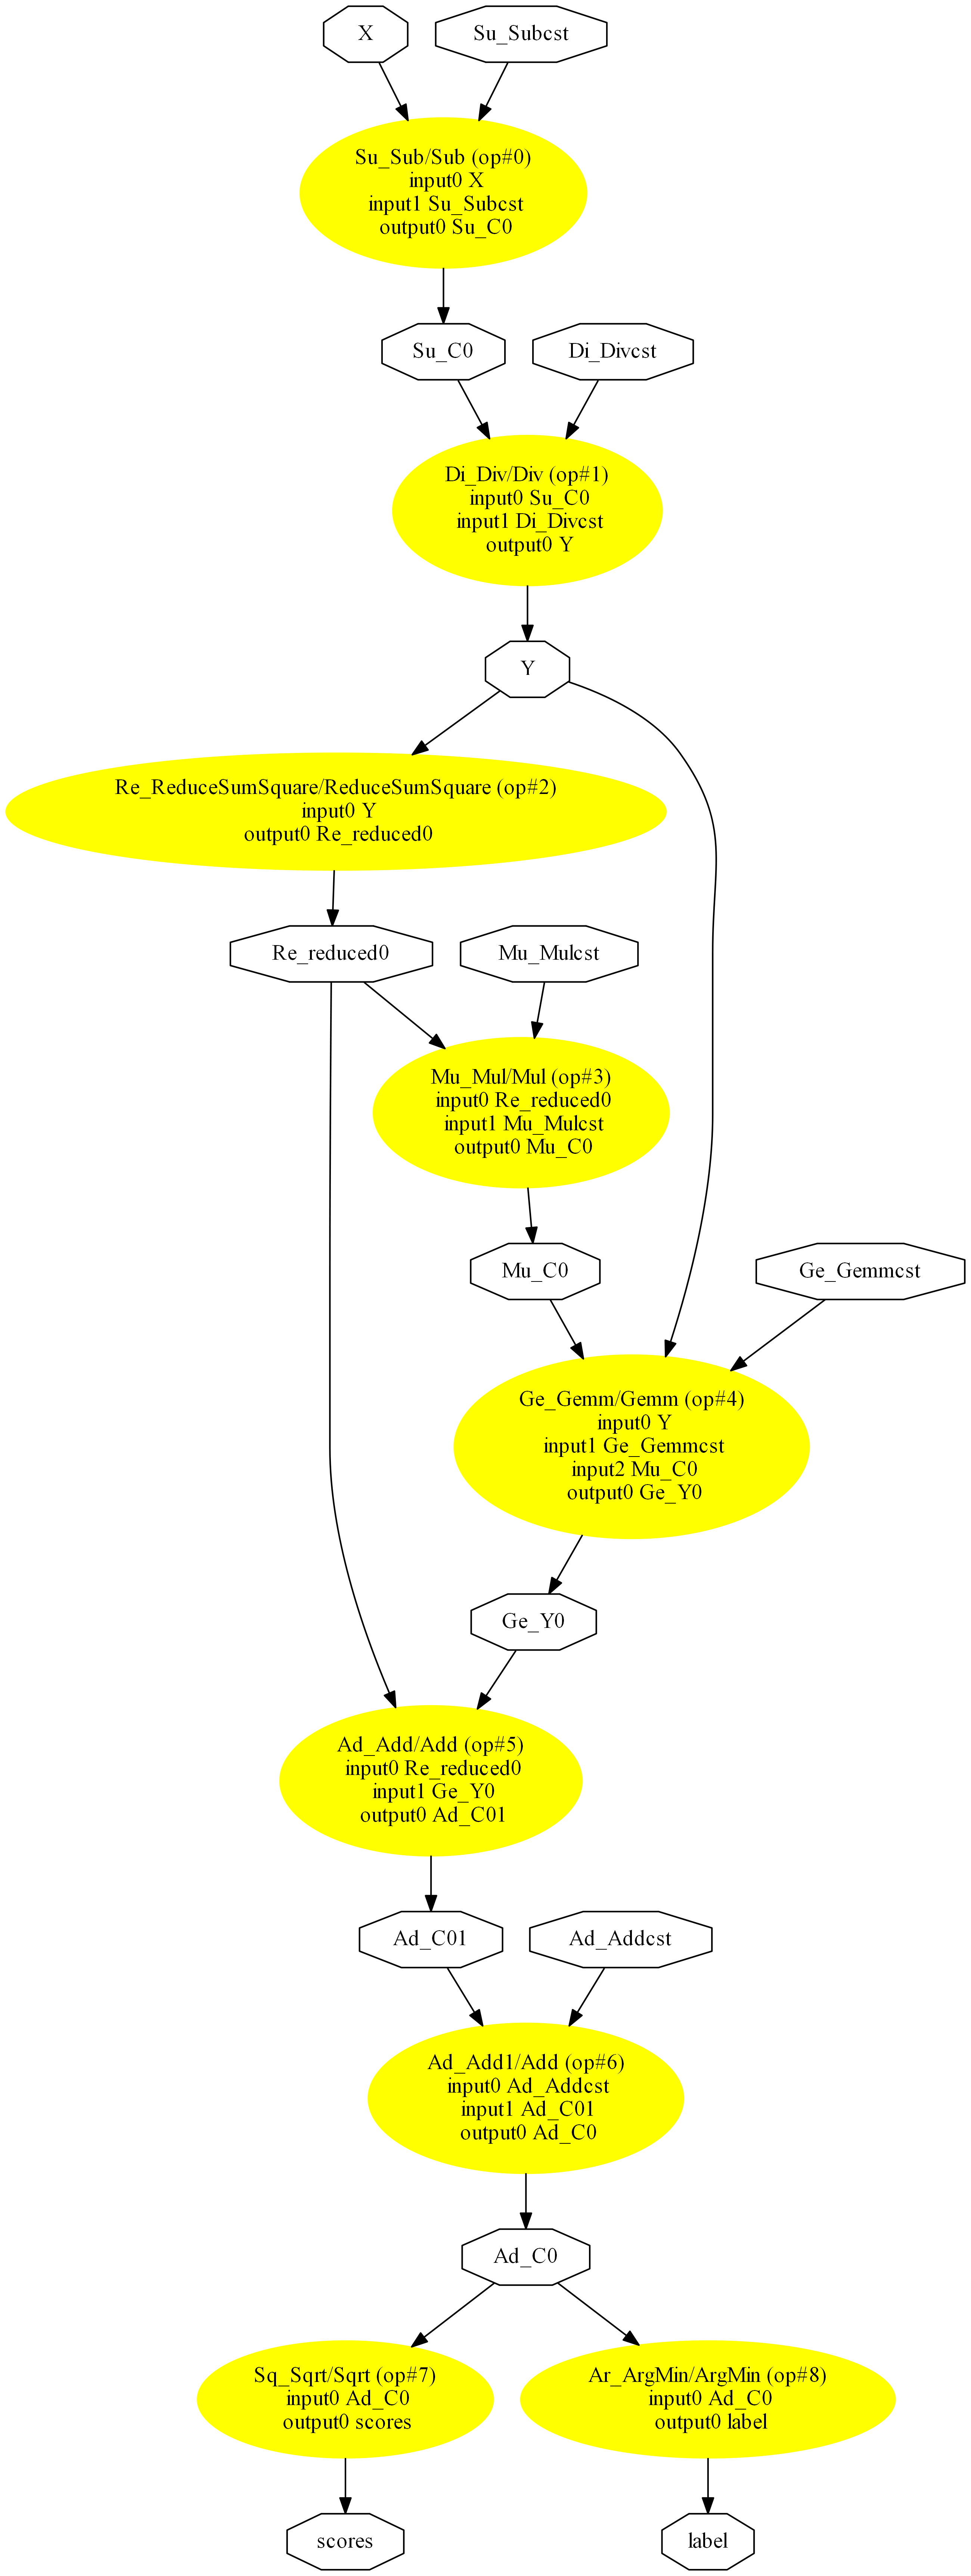 X
Su_Subcst
Su_Sub/Sub (op#0)
input0 X
input1 Su_Subcst
output0 Su_C0
Su_C0
Di_Divcst
Di_Div/Div (op#1)
input0 Su_C0
input1 Di_Divcst
output0 Y
Y
Re_ReduceSumSquare/ReduceSumSquare (op#2)
input0 Y
output0 Re_reduced0
Re_reduced0
Mu_Mulcst
Mu_Mul/Mul (op#3)
input0 Re_reduced0
input1 Mu_Mulcst
output0 Mu_C0
Mu_C0
Ge_Gemmcst
Ge_Gemm/Gemm (op#4)
input0 Y
input1 Ge_Gemmcst
input2 Mu_C0
output0 Ge_Y0
Ge_Y0
Ad_Add/Add (op#5)
input0 Re_reduced0
input1 Ge_Y0
output0 Ad_C01
Ad_C01
Ad_Addcst
Ad_Add1/Add (op#6)
input0 Ad_Addcst
input1 Ad_C01
output0 Ad_C0
Ad_C0
Sq_Sqrt/Sqrt (op#7)
input0 Ad_C0
output0 scores
Ar_ArgMin/ArgMin (op#8)
input0 Ad_C0
output0 label
scores
label